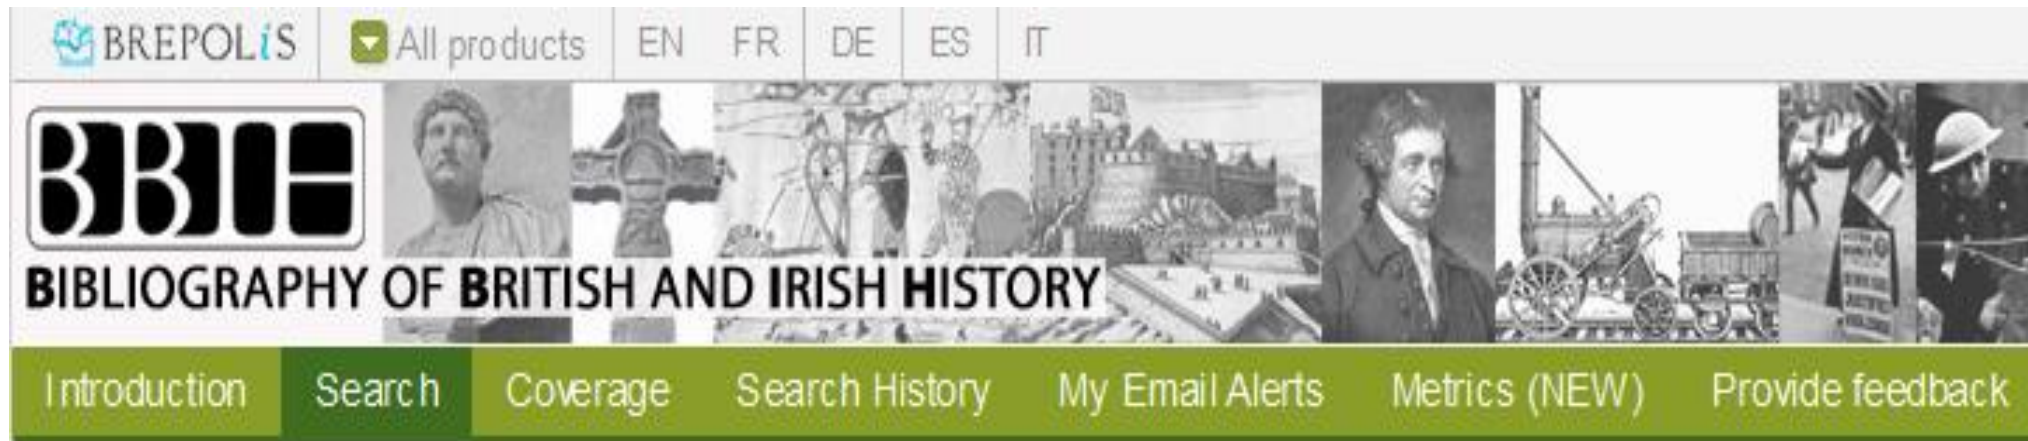 BREPOLiS All products EN FR DE ES IT
BBIH
BIBLIOGRAPHY OF BRITISH AND IRISH HISTORY
Introduction Search Coverage Search History My Email Alerts Metrics (NEW) Provide feedback